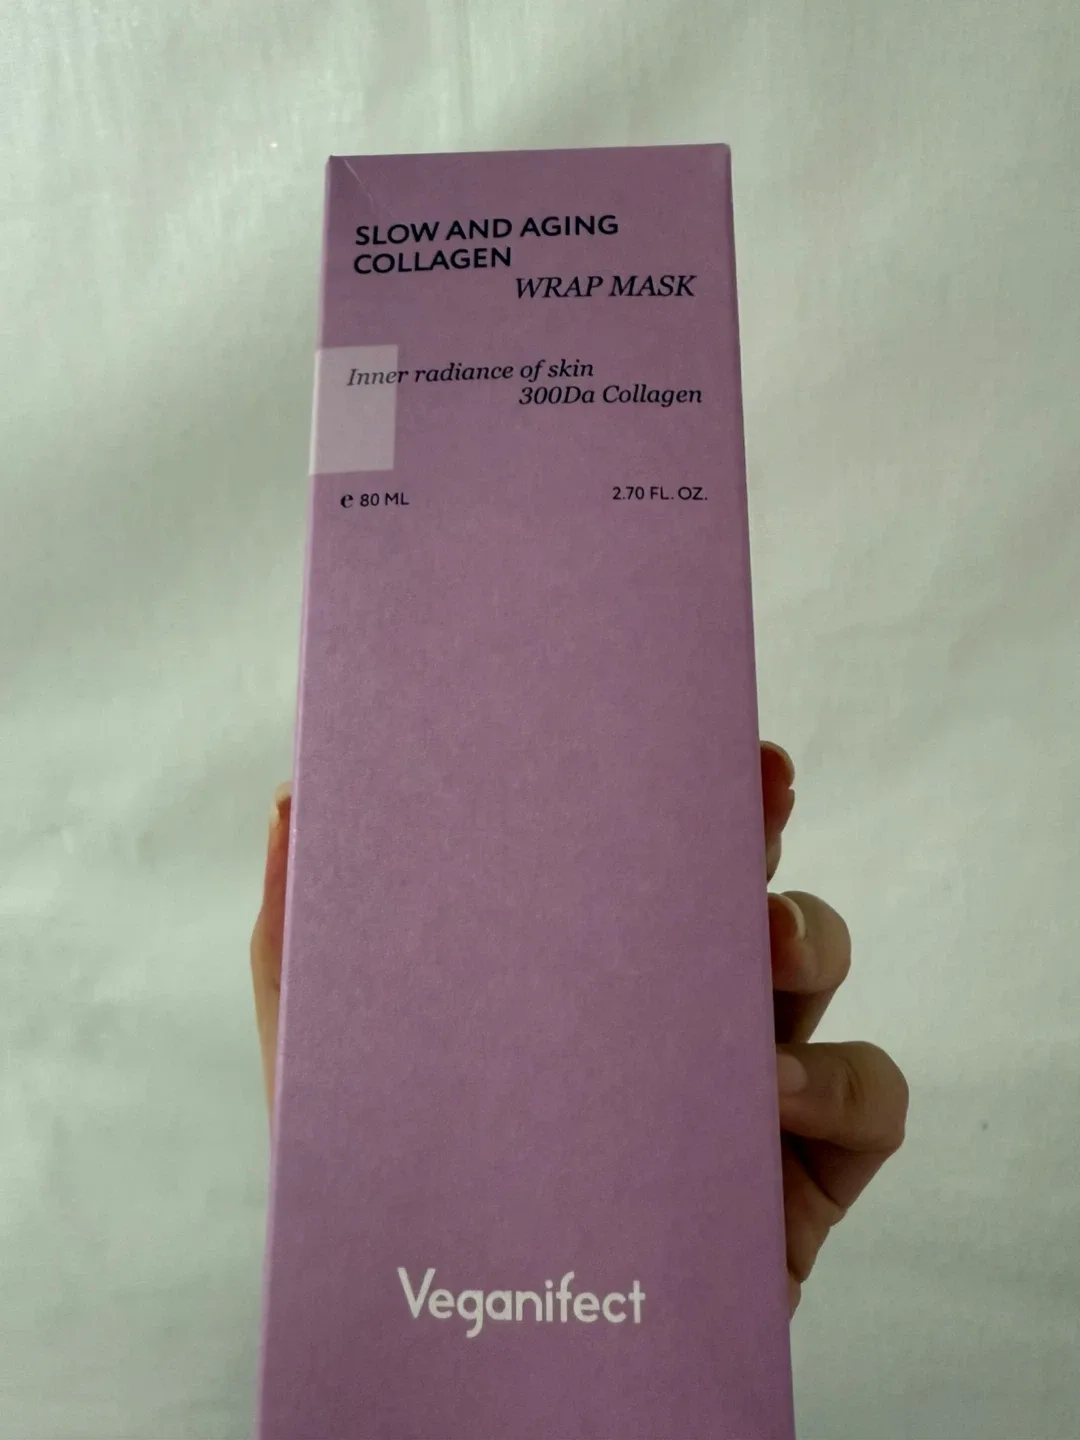 SLOW AND AGING
COLLAGEN
WRAP MASK
Inner radiance of skin
300Da Collagen
℮ 80 ML
2.70 FL. OZ.
Veganifect